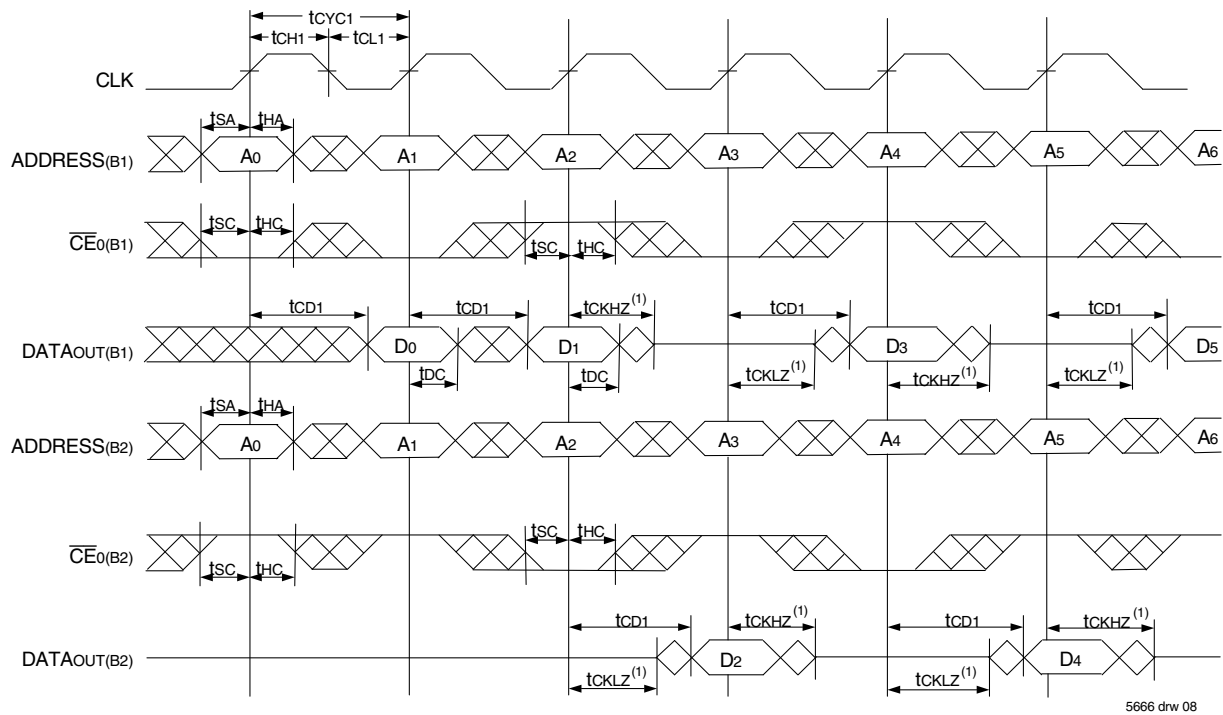 tCYC1
tCH1 tCL1
CLK
tSA tHA
ADDRESS(B1) A0 A1 A2 A3 A4 A5 A6
tSC tHC
CE0(B1) tSC tHC
tCD1 tCD1 tCKHZ(1) tCD1 tCD1
DATAOUT(B1) D0 D1 D3 D5
tDC tDC tCKLZ(1) tCKHZ(1) tCKLZ(1)
tSA tHA
ADDRESS(B2) A0 A1 A2 A3 A4 A5 A6
tSC tHC
CE0(B2)
tSC tHC
tCD1 tCKHZ(1) tCD1 tCKHZ(1)
DATAOUT(B2) D2 D4
tCKLZ(1) tCKLZ(1)
5666 drw 08